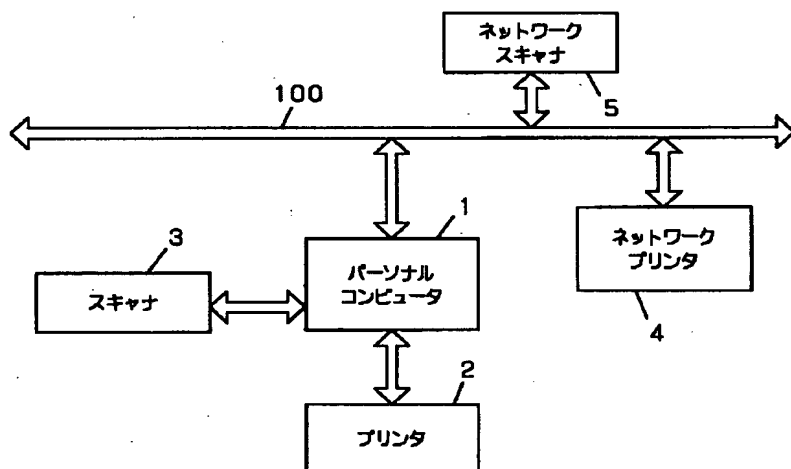 ネットワーク
スキャナ
5
100
1
3
パーソナル
コンピュータ
ネットワーク
プリンタ
スキャナ
4
2
プリンタ